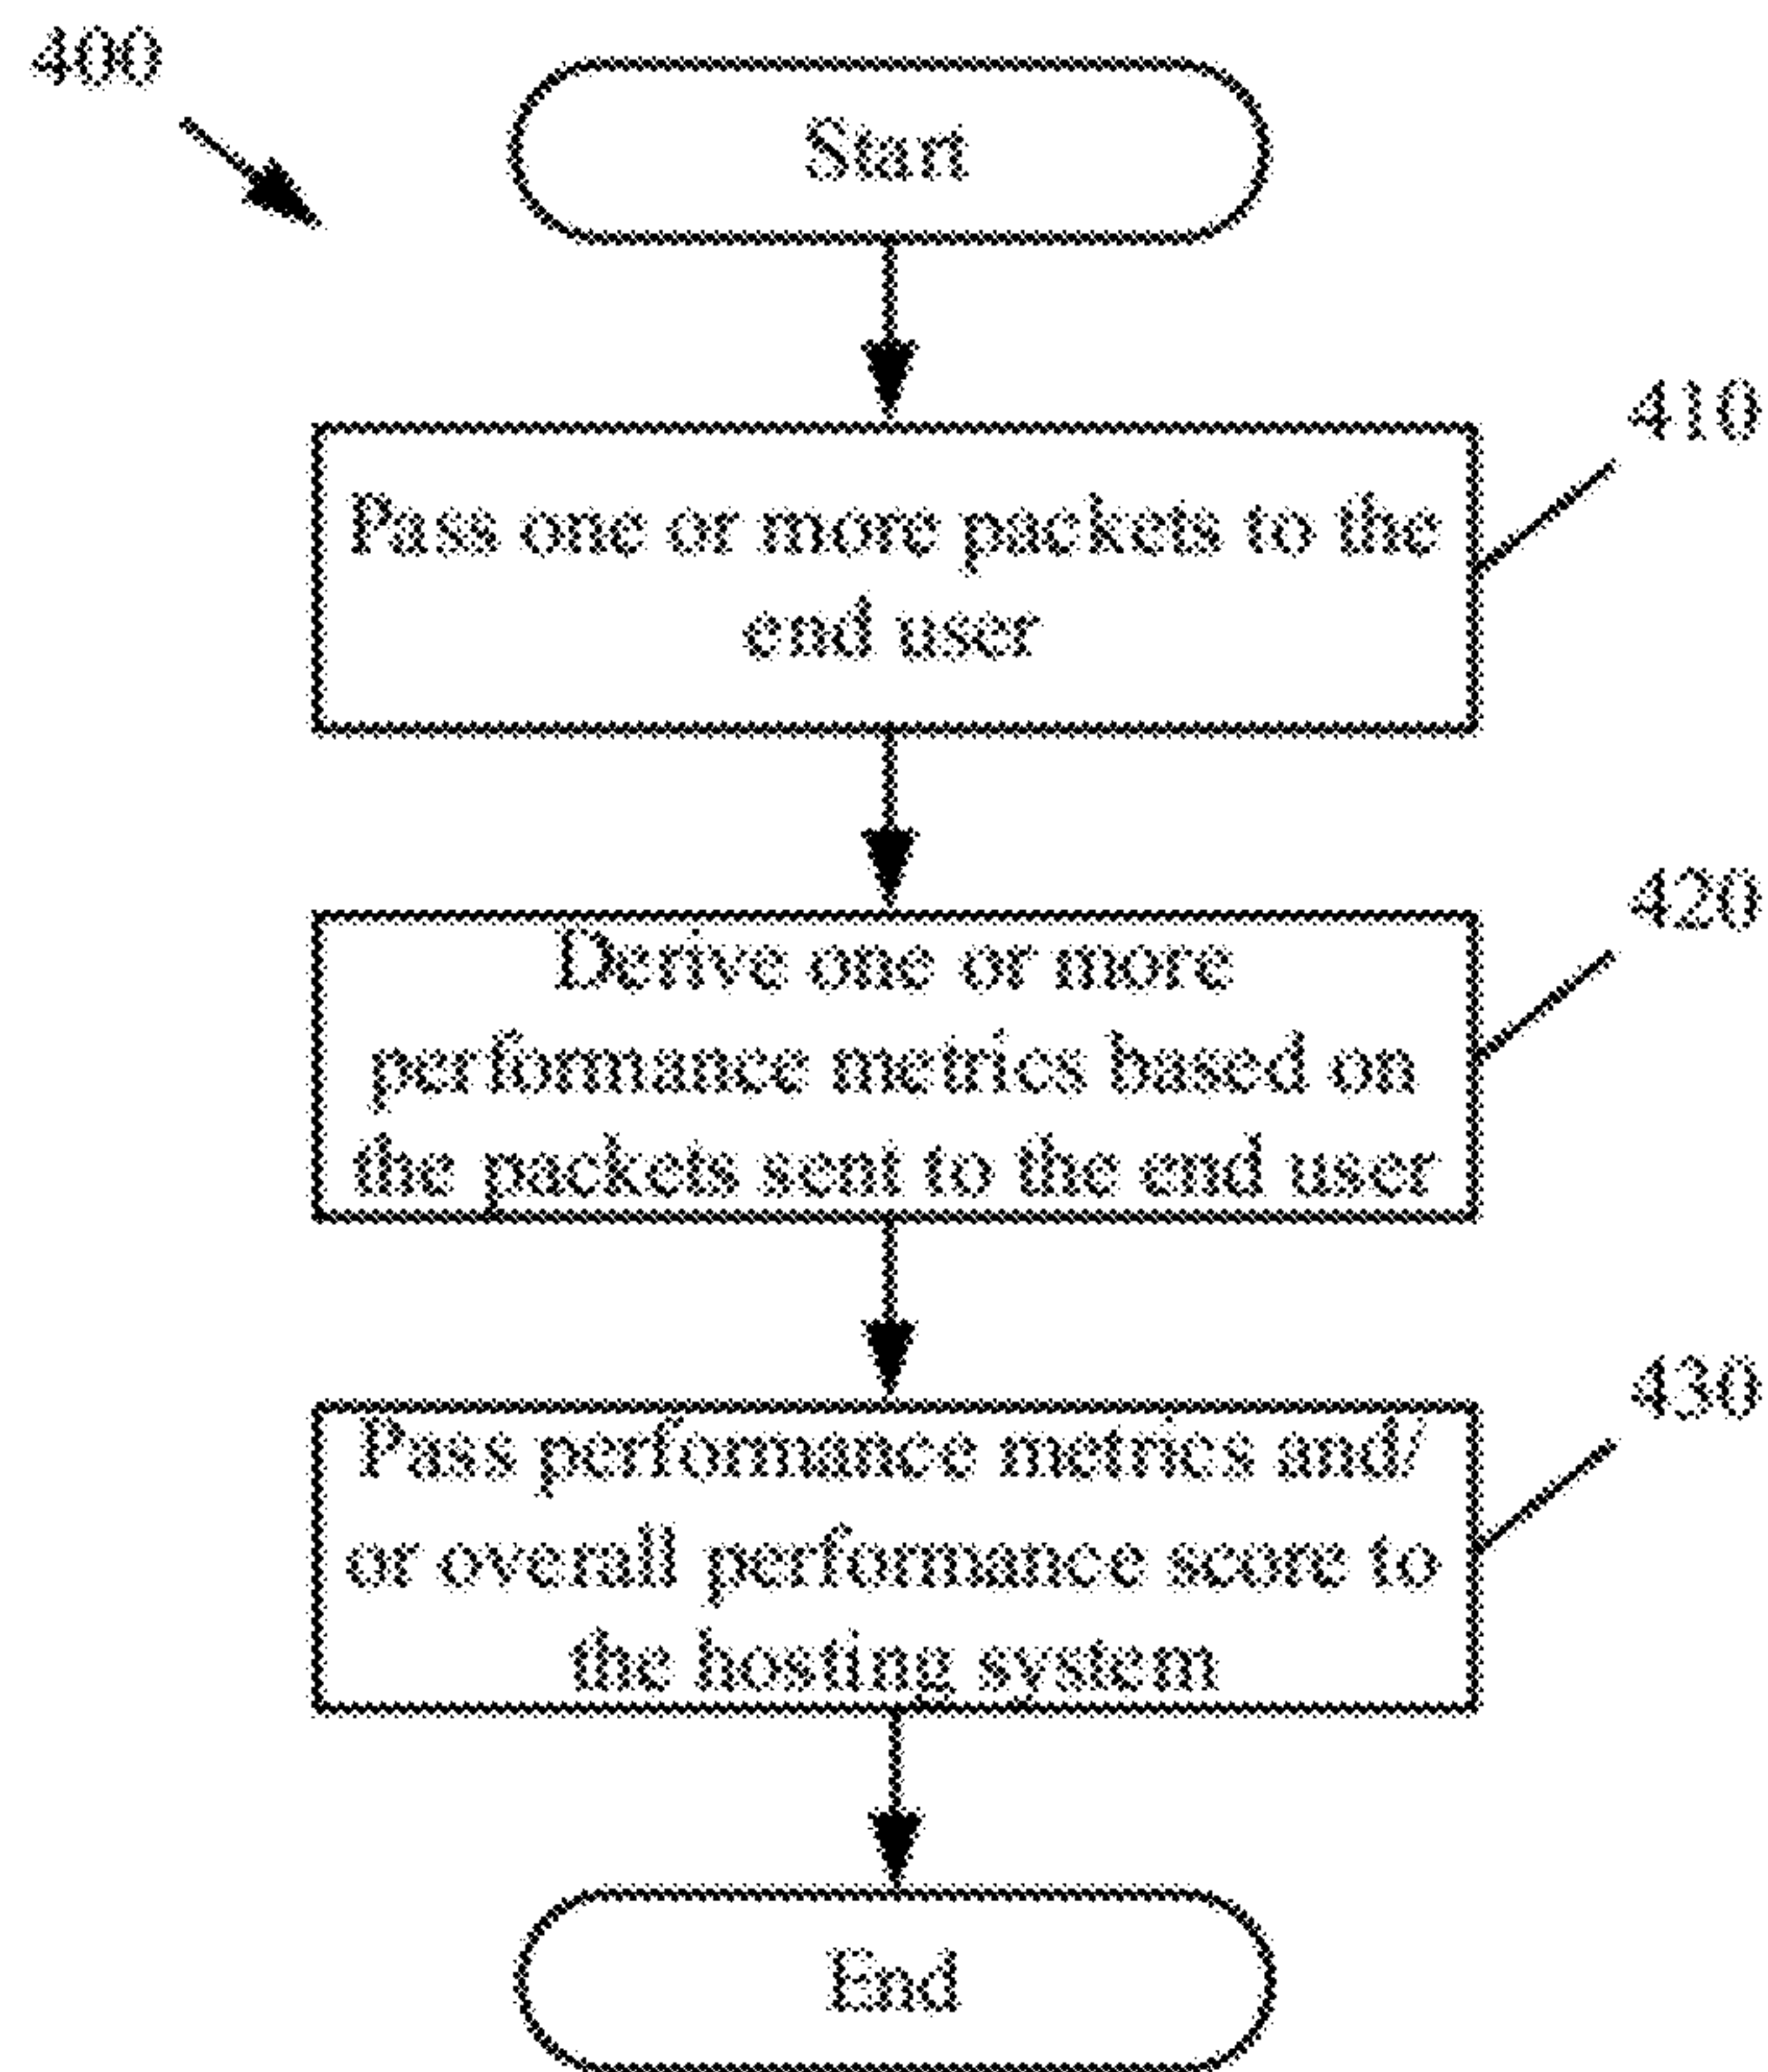 400
Start
410
Pass one or more packets to the
end user
420
Derive one or more
performance metrics based on
the packets sent to the end user
430
Pass performance metrics and/
or overall performance score to
the hosting system
End